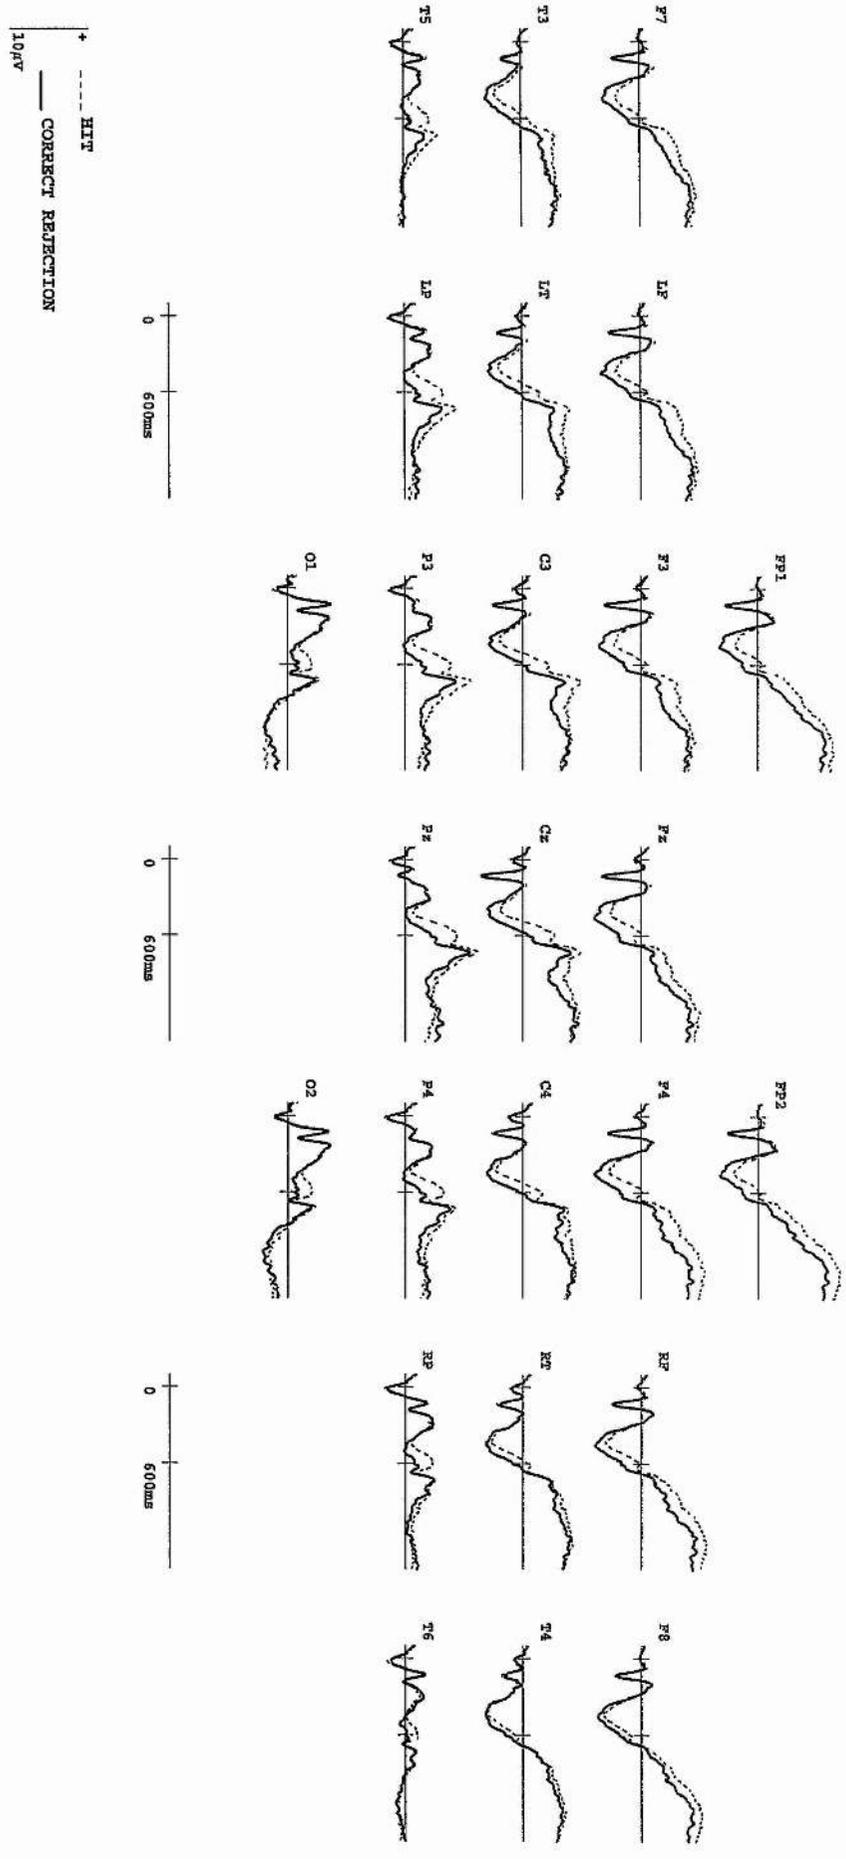 FP1
FP2
F7
LF
F3
Fz
F4
RF
F8
T3
LT
C3
Cz
C4
RT
T4
T5
LP
P3
Pz
P4
RP
T6
O1
O2
0 600ms
0 600ms
0 600ms
+
10µV
HIT
CORRECT REJECTION